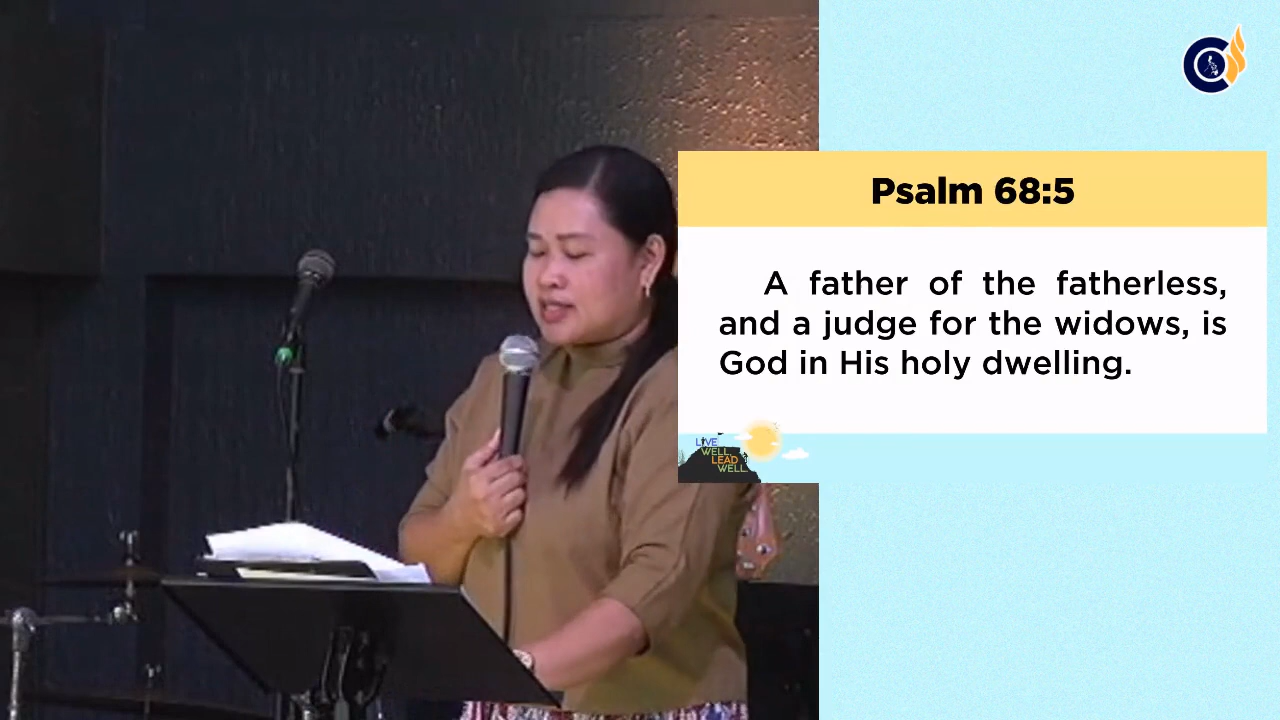 Psalm 68:5
A father of the fatherless,
and a judge for the widows, is
God in His holy dwelling.
LIVE
WELL.
LEAD
WELL.